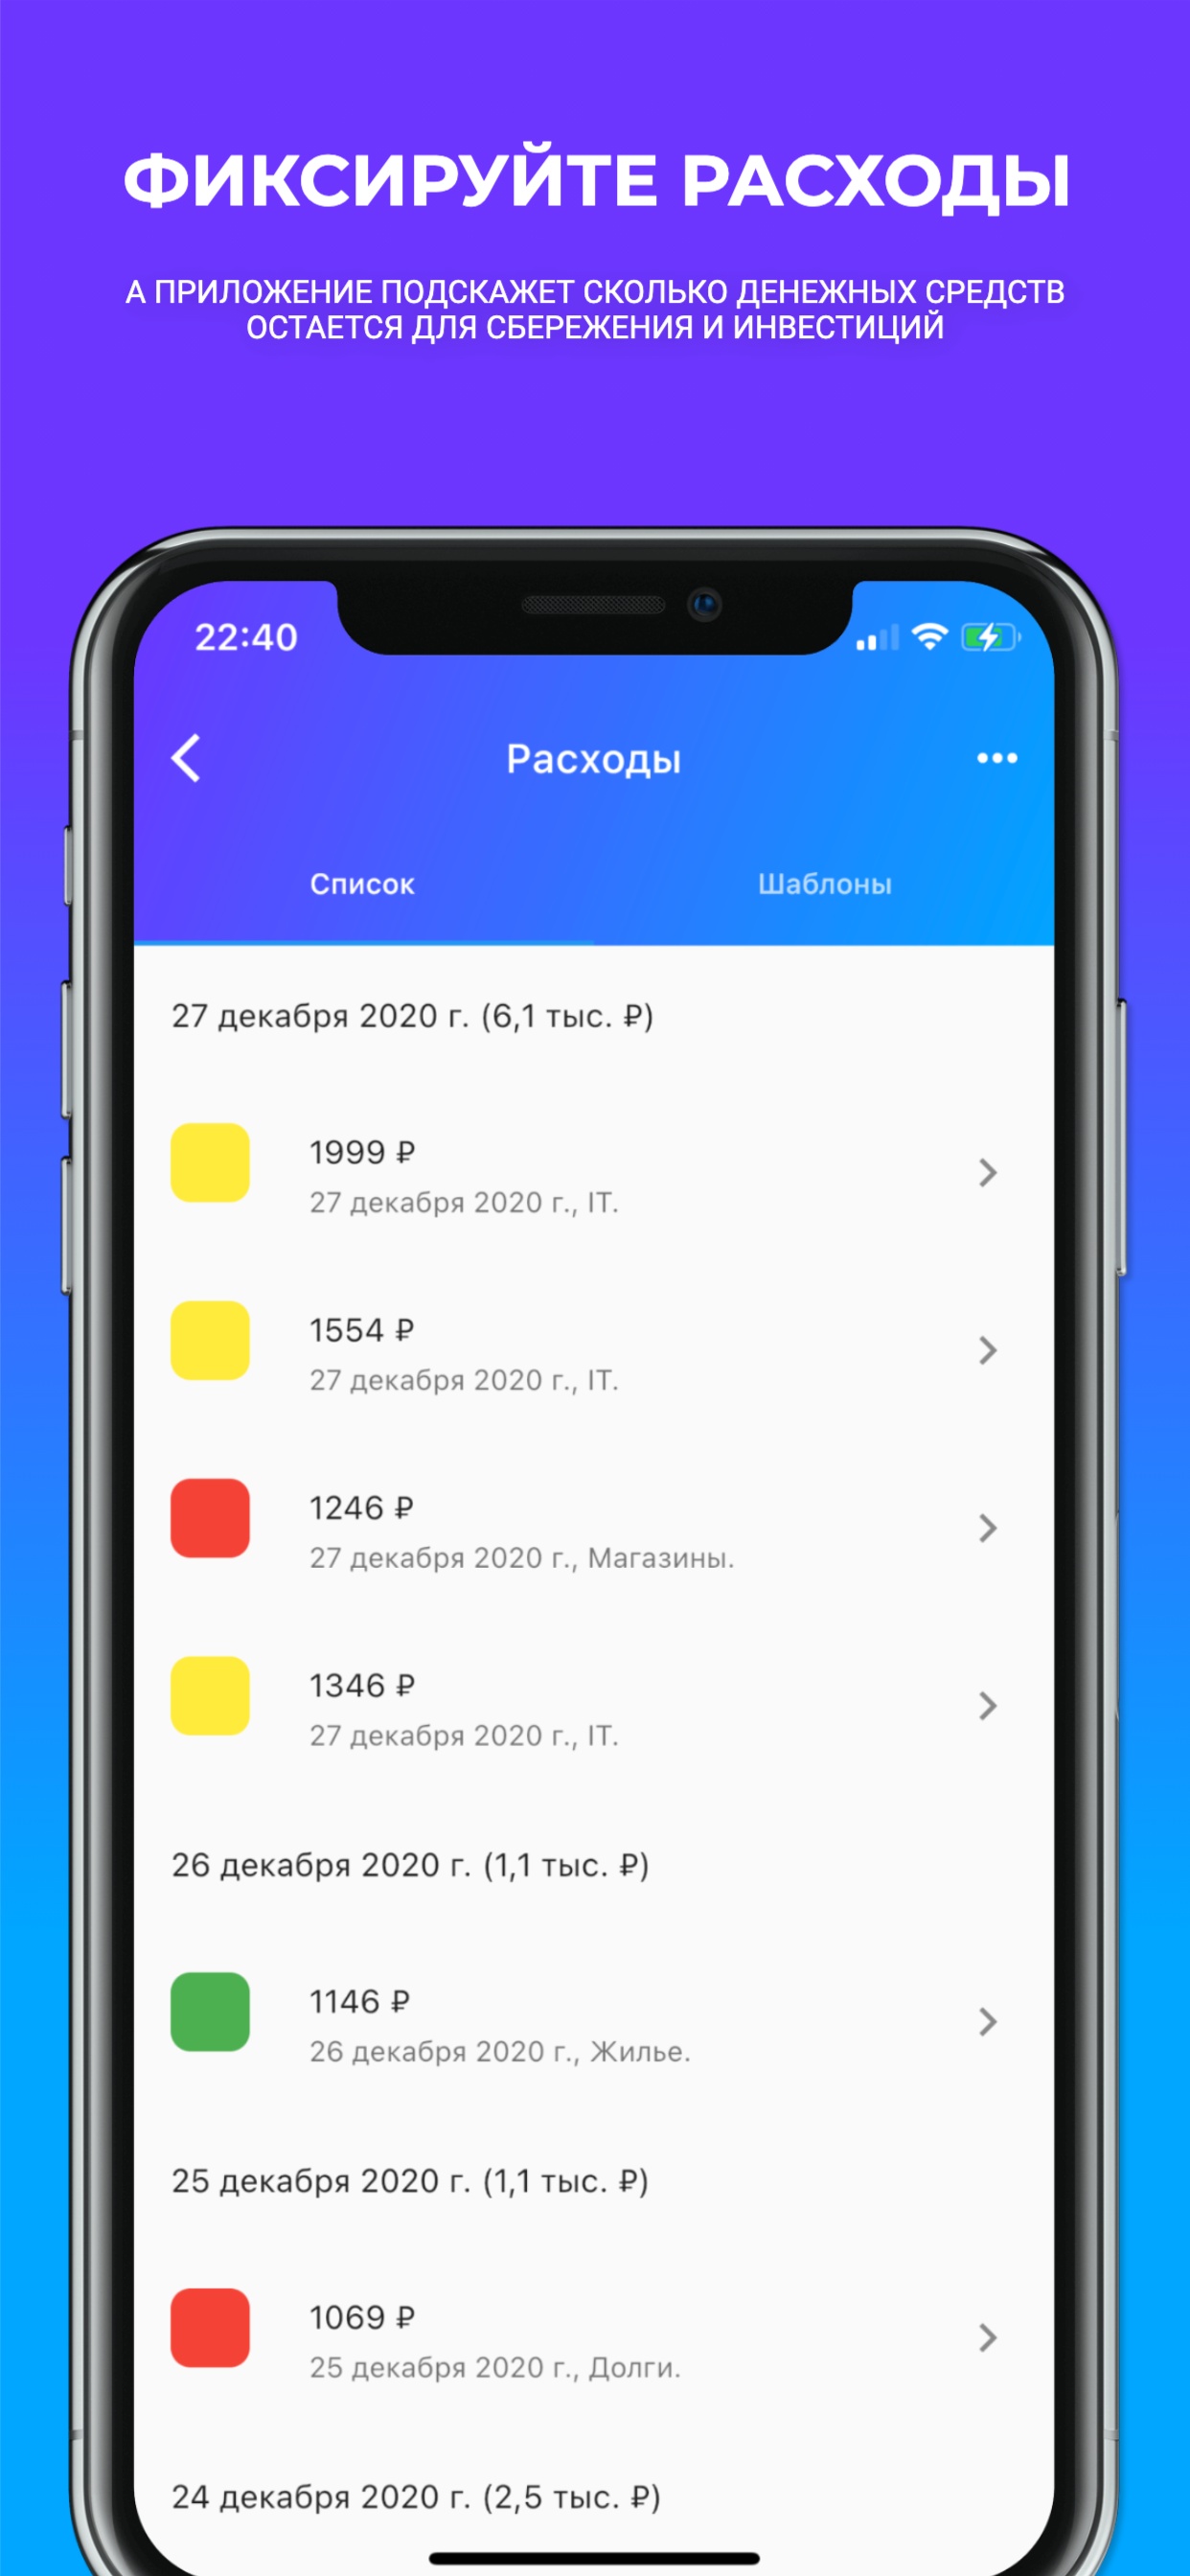 ФИКСИРУЙТЕ РАСХОДЫ
А ПРИЛОЖЕНИЕ ПОДСКАЖЕТ СКОЛЬКО ДЕНЕЖНЫХ СРЕДСТВ
ОСТАЕТСЯ ДЛЯ СБЕРЕЖЕНИЯ И ИНВЕСТИЦИЙ
22:40
Расходы
Список Шаблоны
27 декабря 2020 г. (6,1 тыс. ₽)
1999 ₽
27 декабря 2020 г., IT.
1554 ₽
27 декабря 2020 г., IT.
1246 ₽
27 декабря 2020 г., Магазины.
1346 ₽
27 декабря 2020 г., IT.
26 декабря 2020 г. (1,1 тыс. ₽)
1146 ₽
26 декабря 2020 г., Жилье.
25 декабря 2020 г. (1,1 тыс. ₽)
1069 ₽
25 декабря 2020 г., Долги.
24 декабря 2020 г. (2,5 тыс. ₽)